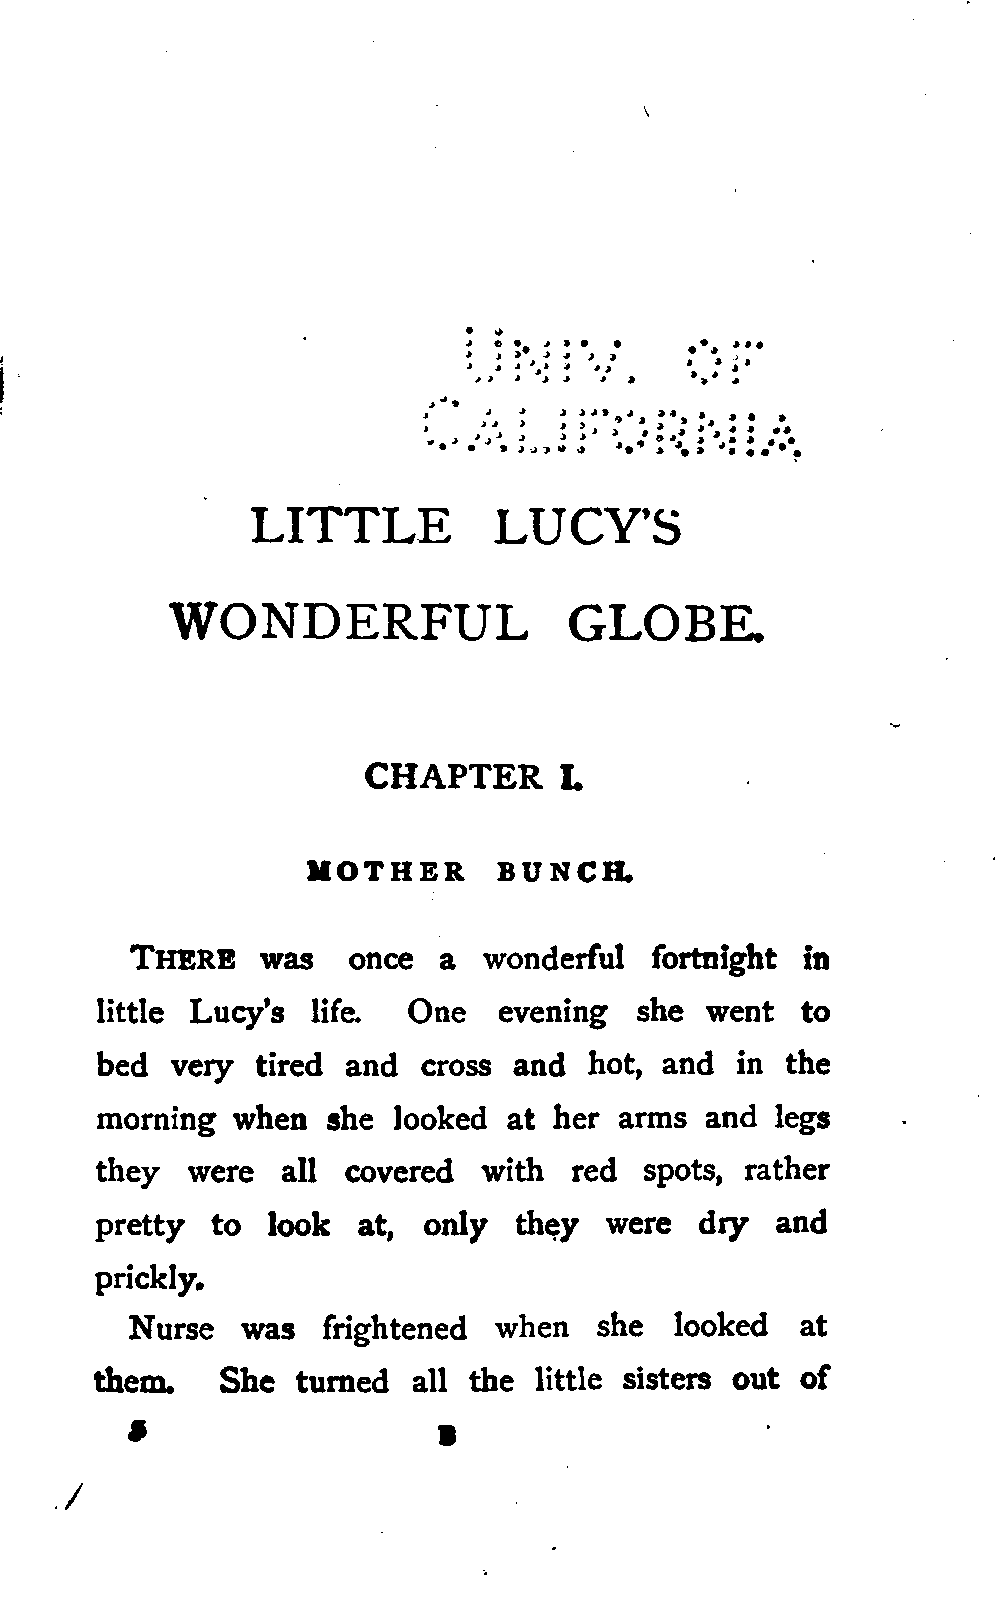 UNIV. OF
CALIFORNIA
LITTLE LUCY'S
WONDERFUL GLOBE.
CHAPTER I.
MOTHER BUNCH.
THERE was once a wonderful fortnight in
little Lucy's life. One evening she went to
bed very tired and cross and hot, and in the
morning when she looked at her arms and legs
they were all covered with red spots, rather
pretty to look at, only they were dry and
prickly.
Nurse was frightened when she looked at
them. She turned all the little sisters out of
S B